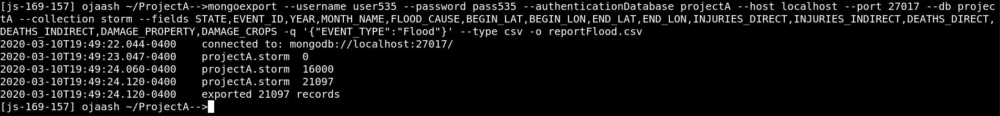 [js-169-157] ojaash ~/ProjectA-->mongoexport --username user535 --password pass535 --authenticationDatabase projectA --host localhost --port 27017 --db projec
tA --collection storm --fields STATE,EVENT_ID,YEAR,MONTH_NAME,FLOOD_CAUSE,BEGIN_LAT,BEGIN_LON,END_LAT,END_LON,INJURIES_DIRECT,INJURIES_INDIRECT,DEATHS_DIRECT,
DEATHS_INDIRECT,DAMAGE_PROPERTY,DAMAGE_CROPS -q '{"EVENT_TYPE":"Flood"}' --type csv -o reportFlood.csv
2020-03-10T19:49:22.044-0400    connected to: mongodb://localhost:27017/
2020-03-10T19:49:23.047-0400    projectA.storm  0
2020-03-10T19:49:24.060-0400    projectA.storm  16000
2020-03-10T19:49:24.120-0400    projectA.storm  21097
2020-03-10T19:49:24.120-0400    exported 21097 records
[js-169-157] ojaash ~/ProjectA-->